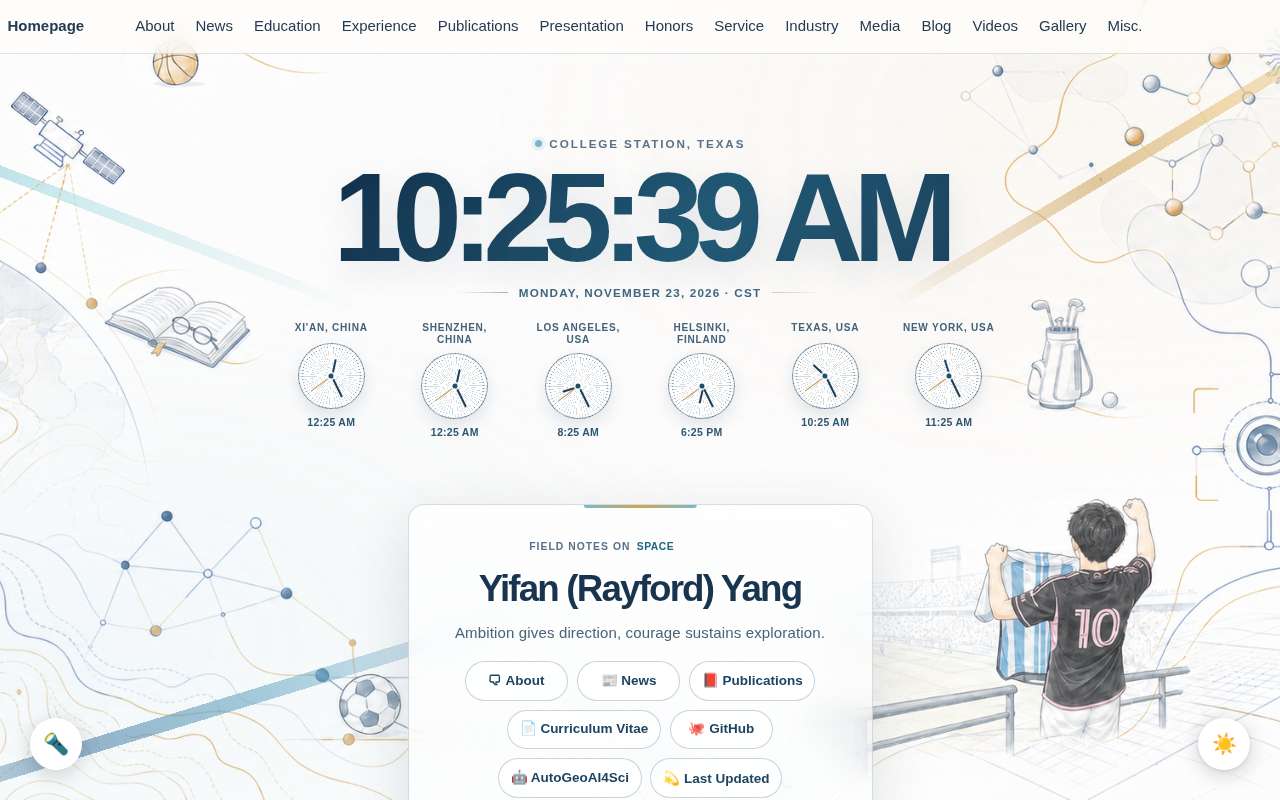 Homepage About News Education Experience Publications Presentation Honors Service Industry Media Blog Videos Gallery Misc.
COLLEGE STATION, TEXAS
10:25:39 AM
MONDAY, NOVEMBER 23, 2026 · CST
XI'AN, CHINA
12:25 AM
SHENZHEN,
CHINA
12:25 AM
LOS ANGELES,
USA
8:25 AM
HELSINKI,
FINLAND
6:25 PM
TEXAS, USA
10:25 AM
NEW YORK, USA
11:25 AM
FIELD NOTES ON SPACE
Yifan (Rayford) Yang
Ambition gives direction, courage sustains exploration.
🗨 About
📰 News
📕 Publications
📄 Curriculum Vitae
🐙 GitHub
🤖 AutoGeoAI4Sci
💫 Last Updated
10